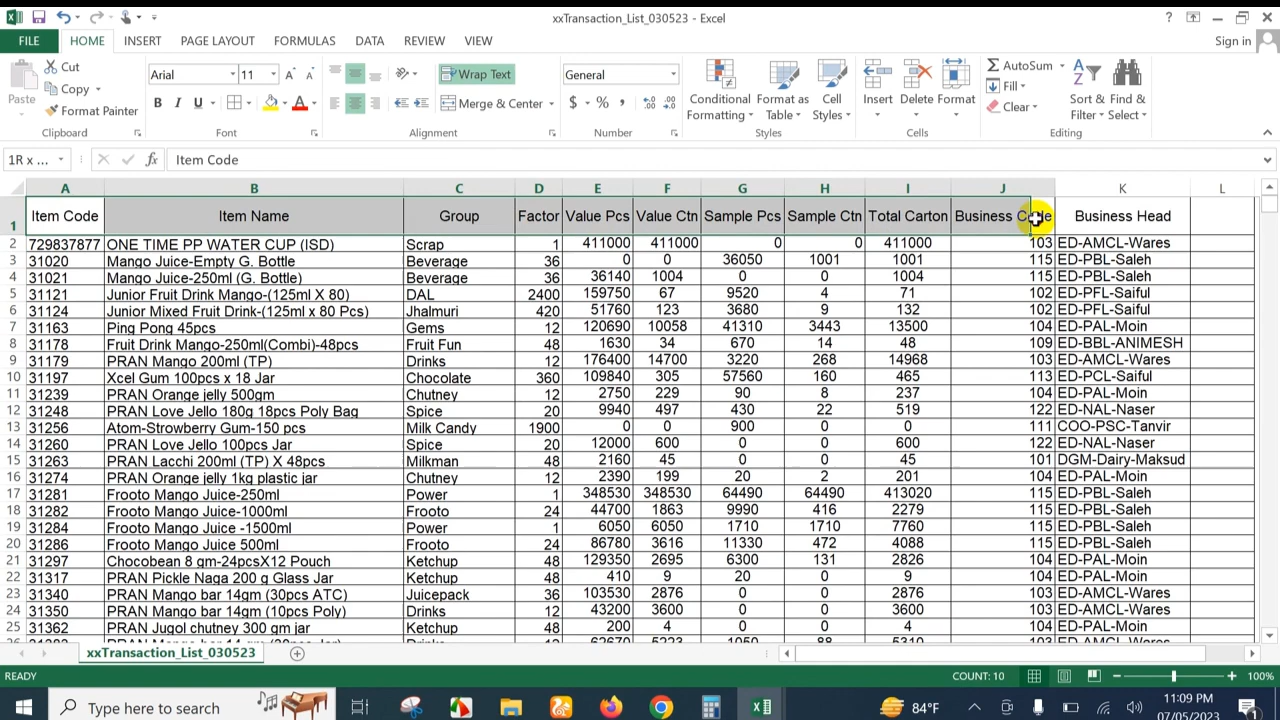 xxTransaction_List_030523 - Excel
?
FILE HOME INSERT PAGE LAYOUT FORMULAS DATA REVIEW VIEW Sign in
Paste Cut Copy Format Painter Clipboard
Arial 11 B I U A A A Font
Wrap Text Merge & Center Alignment
General $ % , Number
Conditional Formatting Format as Table Cell Styles Styles
Insert Delete Format Cells
AutoSum Fill Clear Sort & Filter Find & Select Editing
1R x ... fx Item Code
A B C D E F G H I J K L
1 Item Code Item Name Group Factor Value Pcs Value Ctn Sample Pcs Sample Ctn Total Carton Business Code Business Head
2 729837877 ONE TIME PP WATER CUP (ISD) Scrap 1 411000 411000 0 0 411000 103 ED-AMCL-Wares
3 31020 Mango Juice-Empty G. Bottle Beverage 36 0 0 36050 1001 1001 115 ED-PBL-Saleh
4 31021 Mango Juice-250ml (G. Bottle) Beverage 36 36140 1004 0 0 1004 115 ED-PBL-Saleh
5 31121 Junior Fruit Drink Mango-(125ml X 80) DAL 2400 159750 67 9520 4 71 102 ED-PFL-Saiful
6 31124 Junior Mixed Fruit Drink-(125ml x 80 Pcs) Jhalmuri 420 51760 123 3680 9 132 102 ED-PFL-Saiful
7 31163 Ping Pong 45pcs Gems 12 120690 10058 41310 3443 13500 104 ED-PAL-Moin
8 31178 Fruit Drink Mango-250ml(Combi)-48pcs Fruit Fun 48 1630 34 670 14 48 109 ED-BBL-ANIMESH
9 31179 PRAN Mango 200ml (TP) Drinks 12 176400 14700 3220 268 14968 103 ED-AMCL-Wares
10 31197 Xcel Gum 100pcs x 18 Jar Chocolate 360 109840 305 57560 160 465 113 ED-PCL-Saiful
11 31239 PRAN Orange jelly 500gm Chutney 12 2750 229 90 8 237 104 ED-PAL-Moin
12 31248 PRAN Love Jello 180g 18pcs Poly Bag Spice 20 9940 497 430 22 519 122 ED-NAL-Naser
13 31256 Atom-Strowberry Gum-150 pcs Milk Candy 1900 0 0 900 0 0 111 COO-PSC-Tanvir
14 31260 PRAN Love Jello 100pcs Jar Spice 20 12000 600 0 0 600 122 ED-NAL-Naser
15 31263 PRAN Lacchi 200ml (TP) X 48pcs Milkman 48 2160 45 0 0 45 101 DGM-Dairy-Maksud
16 31274 PRAN Orange jelly 1kg plastic jar Chutney 12 2390 199 20 2 201 104 ED-PAL-Moin
17 31281 Frooto Mango Juice-250ml Power 1 348530 348530 64490 64490 413020 115 ED-PBL-Saleh
18 31282 Frooto Mango Juice-1000ml Frooto 24 44700 1863 9990 416 2279 115 ED-PBL-Saleh
19 31284 Frooto Mango Juice -1500ml Power 1 6050 6050 1710 1710 7760 115 ED-PBL-Saleh
20 31286 Frooto Mango Juice 500ml Frooto 24 86780 3616 11330 472 4088 115 ED-PBL-Saleh
21 31297 Chocobean 8 gm-24pcsX12 Pouch Ketchup 48 129350 2695 6300 131 2826 104 ED-PAL-Moin
22 31317 PRAN Pickle Naga 200 g Glass Jar Ketchup 48 410 9 20 0 9 104 ED-PAL-Moin
23 31340 PRAN Mango bar 14gm (30pcs ATC) Juicepack 36 103530 2876 0 0 2876 103 ED-AMCL-Wares
24 31350 PRAN Mango bar 14gm (10pcs Poly) Drinks 12 43200 3600 0 0 3600 103 ED-AMCL-Wares
25 31362 PRAN Jugol chutney 300 gm jar Ketchup 48 200 4 0 0 4 104 ED-PAL-Moin
xxTransaction_List_030523
READY COUNT: 10 100%
Type here to search 84°F 11:09 PM
07/05/2023 1